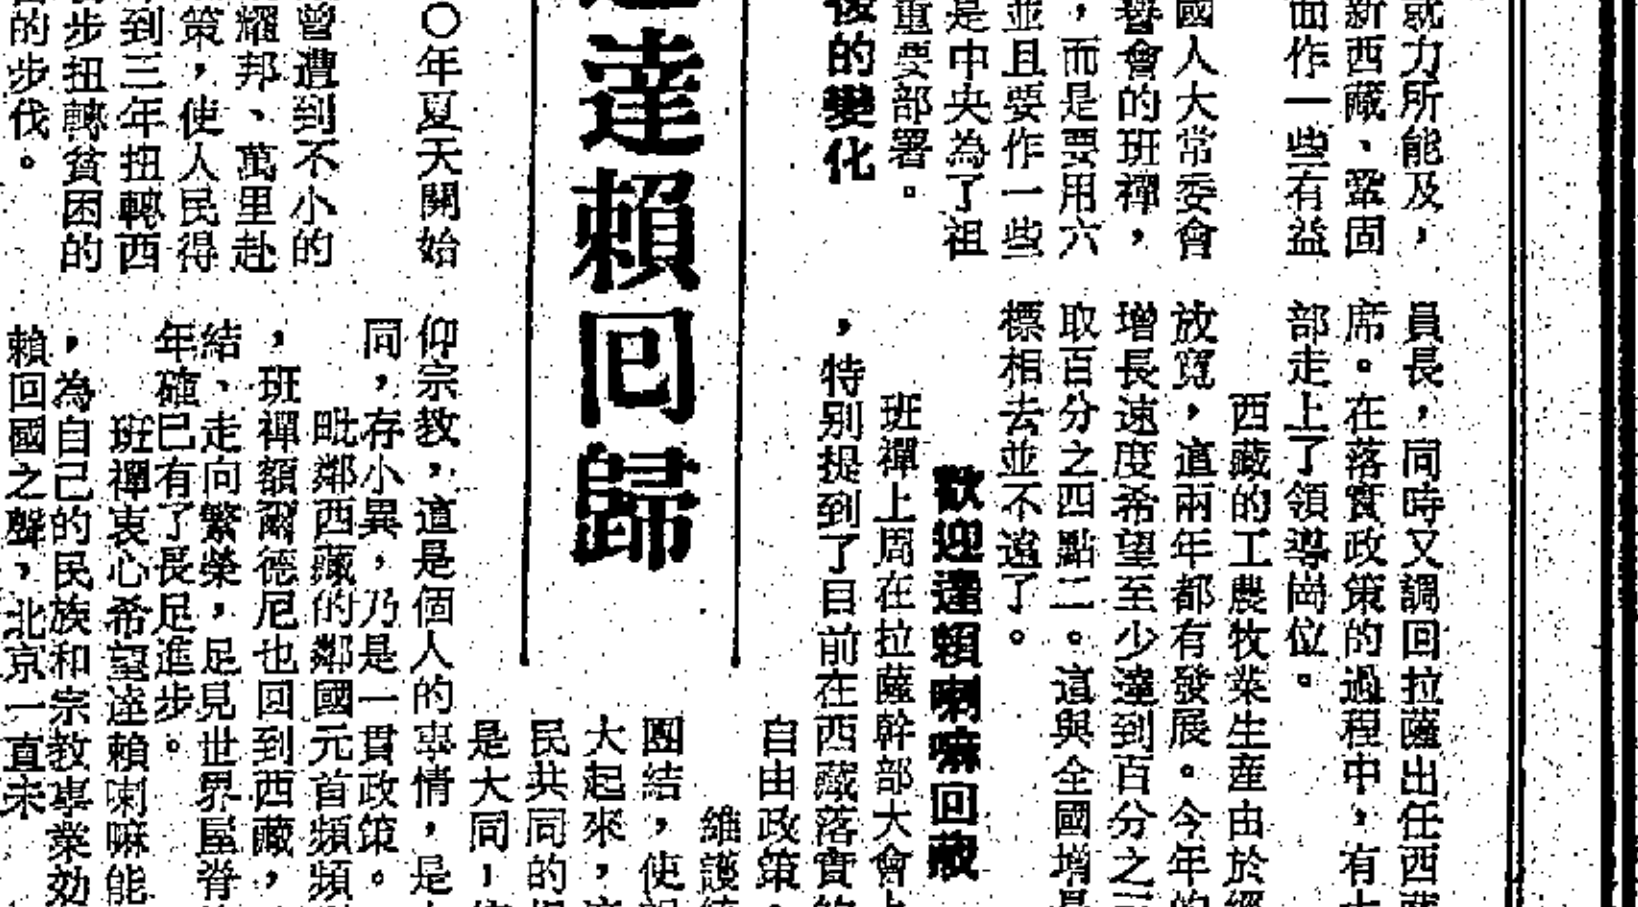 就力所能及，
新西藏、鞏固
面作一些有益
國人大常委會
會的班禪，
，而是要用六
並且要作一些
是中央為了祖
重要部署。
後的變化
達賴回歸
○年夏天開始
曾遭到不小的
耀邦、萬里赴
策，使人民得
到三年扭轉西
步扭轉貧困的
的步伐。
員長，同時又調回拉薩出任西藏
席。在落實政策的過程中，有
部走上了領導崗位。
西藏的工農牧業生產由於經
放寬，這兩年都有發展。今年的
增長速度希望至少達到百分之
取百分之四點二。這與全國增長
標相去並不遠了。
歡迎達賴喇嘛回藏
班禪上周在拉薩幹部大會上
，特別提到了目前在西藏落實的
自由政策。
維護統
團結，使
大起來，
民共同的
是大同，
仰宗教，這是個人的事情，是
同，存小異，乃是一貫政策。
毗鄰西藏的鄰國元首頻頻
，班禪額爾德尼也回到西藏，
結、走向繁榮，足見世界屋脊
年確已有了長足進步。
班禪衷心希望達賴喇嘛能
，為自己的民族和宗教事業効
賴回國之聲，北京一直未